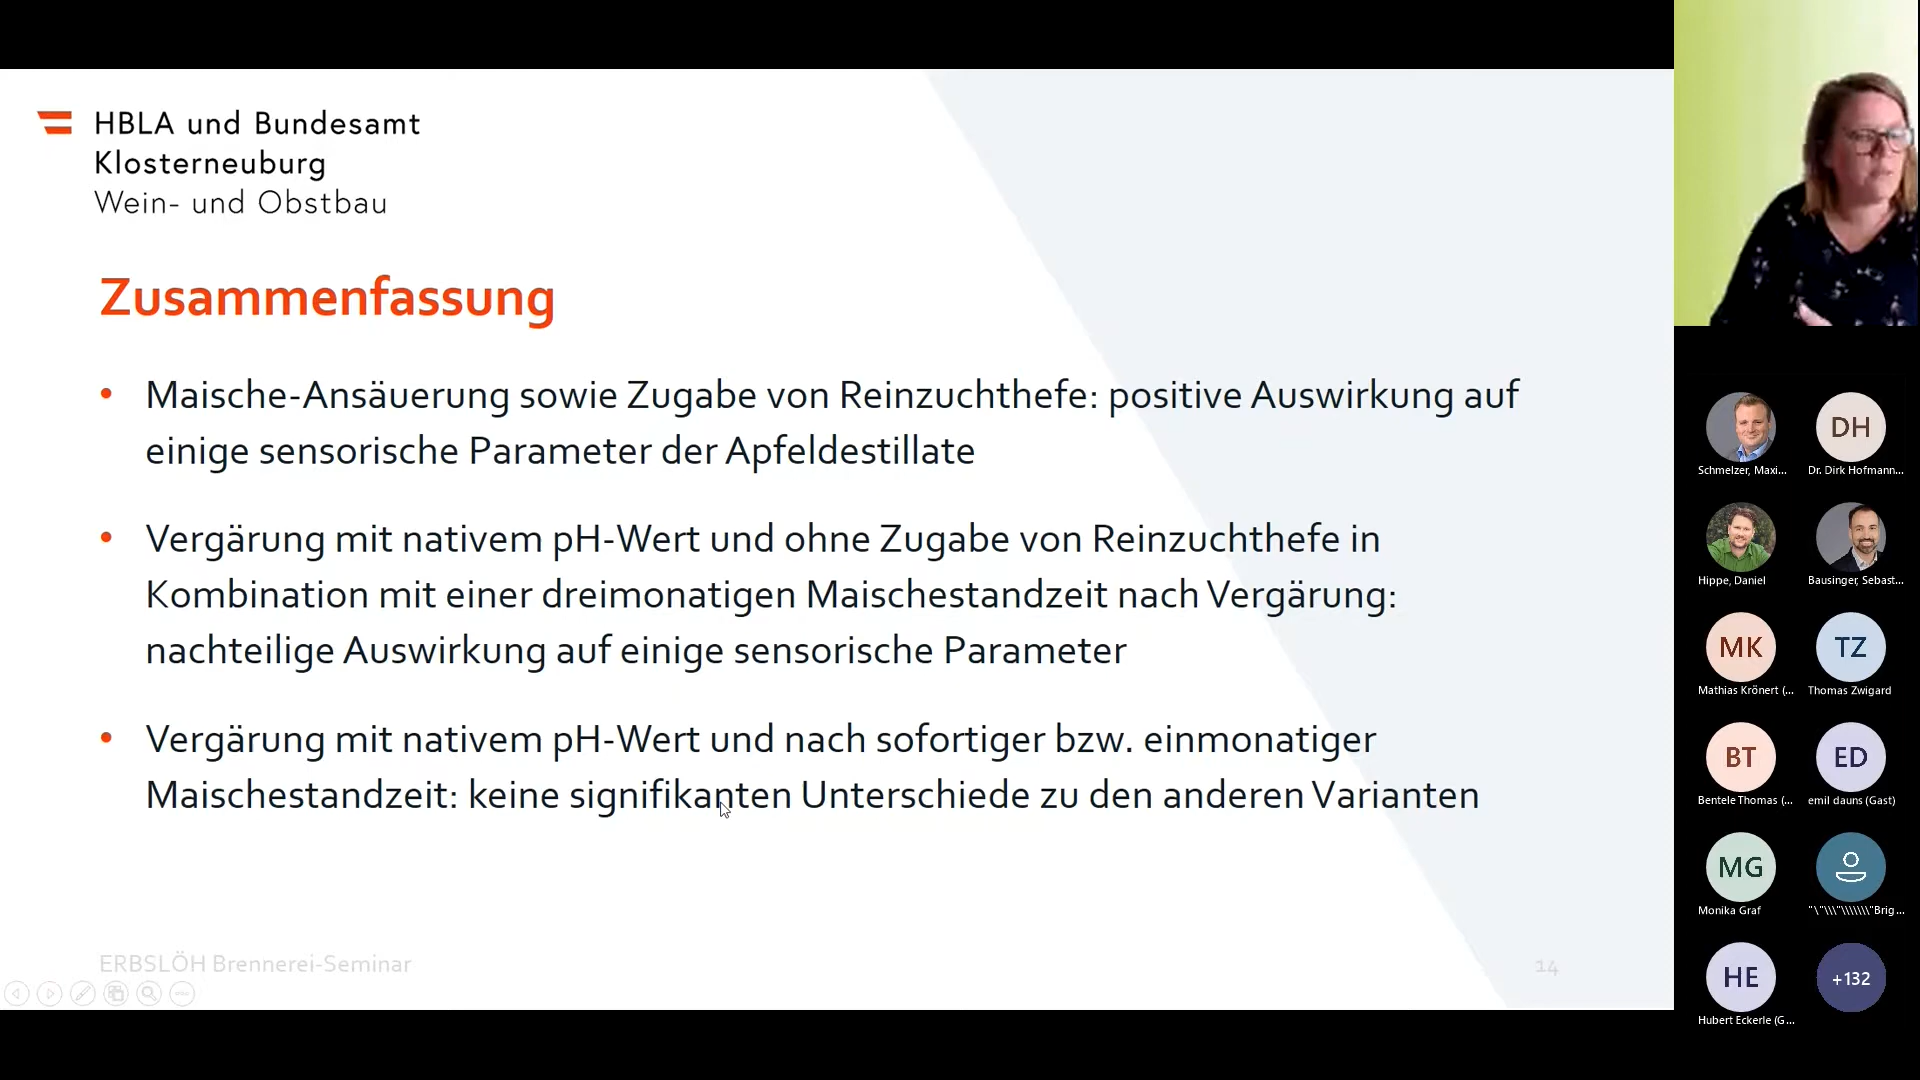 HBLA und Bundesamt
Klosterneuburg
Wein- und Obstbau
Zusammenfassung
• Maische-Ansäuerung sowie Zugabe von Reinzuchthefe: positive Auswirkung auf
einige sensorische Parameter der Apfeldestillate
• Vergärung mit nativem pH-Wert und ohne Zugabe von Reinzuchthefe in
Kombination mit einer dreimonatigen Maischestandzeit nach Vergärung:
nachteilige Auswirkung auf einige sensorische Parameter
• Vergärung mit nativem pH-Wert und nach sofortiger bzw. einmonatiger
Maischestandzeit: keine signifikanten Unterschiede zu den anderen Varianten
ERBSLÖH Brennerei-Seminar
14
DH
Schmelzer, Maxi...
Dr. Dirk Hofmann...
Hippe, Daniel
Bausinger, Sebast...
MK
TZ
Mathias Krönert (...
Thomas Zwigard
BT
ED
Bentele Thomas (...
emil dauns (Gast)
MG
Monika Graf
"\"\\\"\\\\\\\"Brig...
HE
+132
Hubert Eckerle (G...